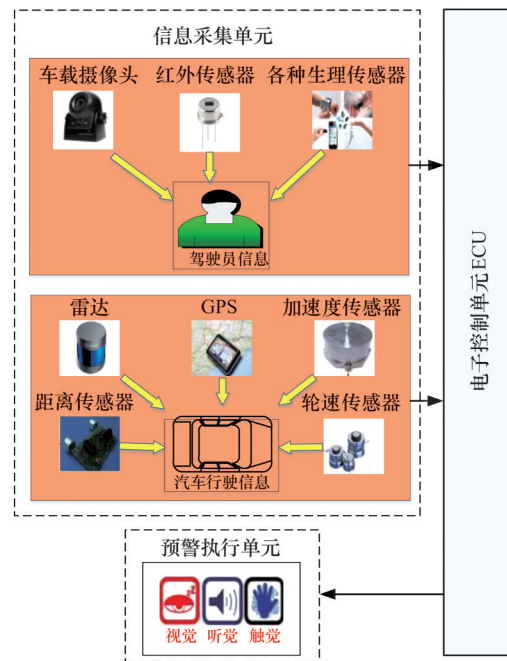 信息采集单元
车载摄像头 红外传感器 各种生理传感器
驾驶员信息
雷达 GPS 加速度传感器
距离传感器 轮速传感器
汽车行驶信息
电子控制单元ECU
预警执行单元
视觉 听觉 触觉